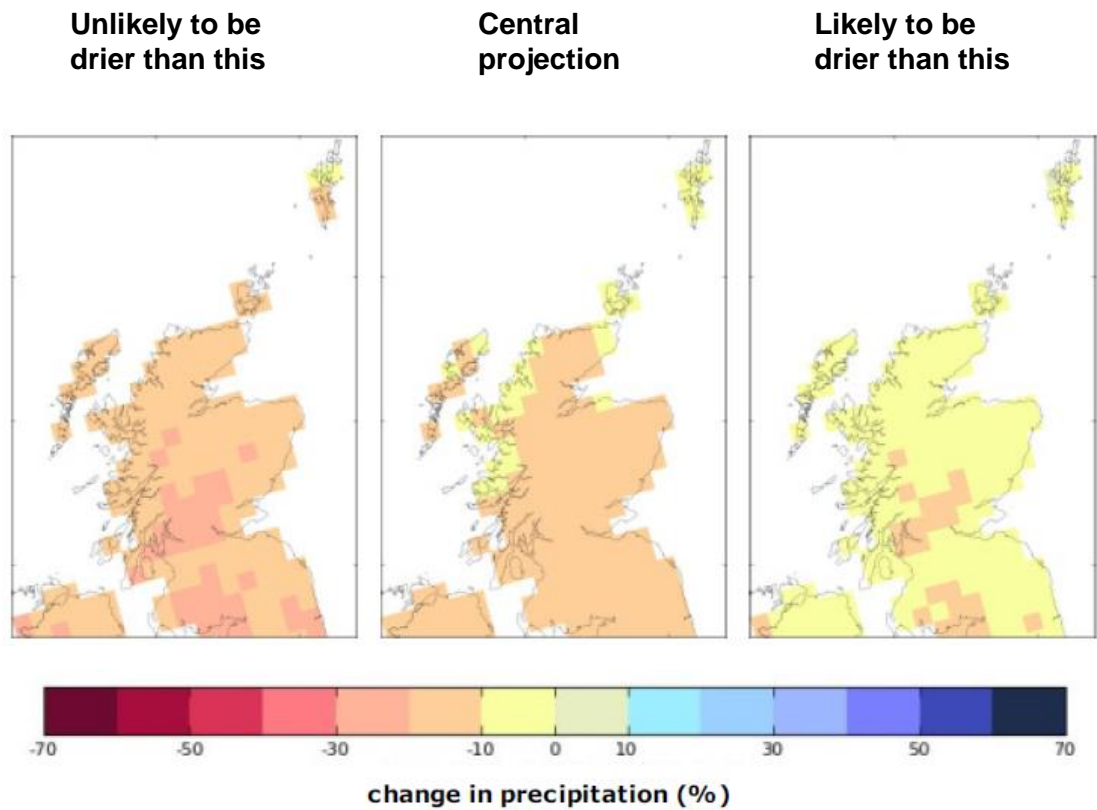 Unlikely to be
drier than this
Central
projection
Likely to be
drier than this
-70 -50 -30 -10 0 10 30 50 70
change in precipitation (%)